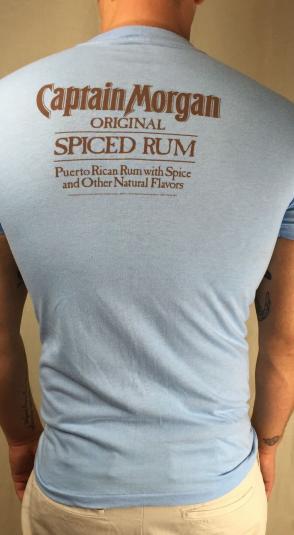 Captain Morgan
ORIGINAL
SPICED RUM
Puerto Rican Rum with Spice
and Other Natural Flavors